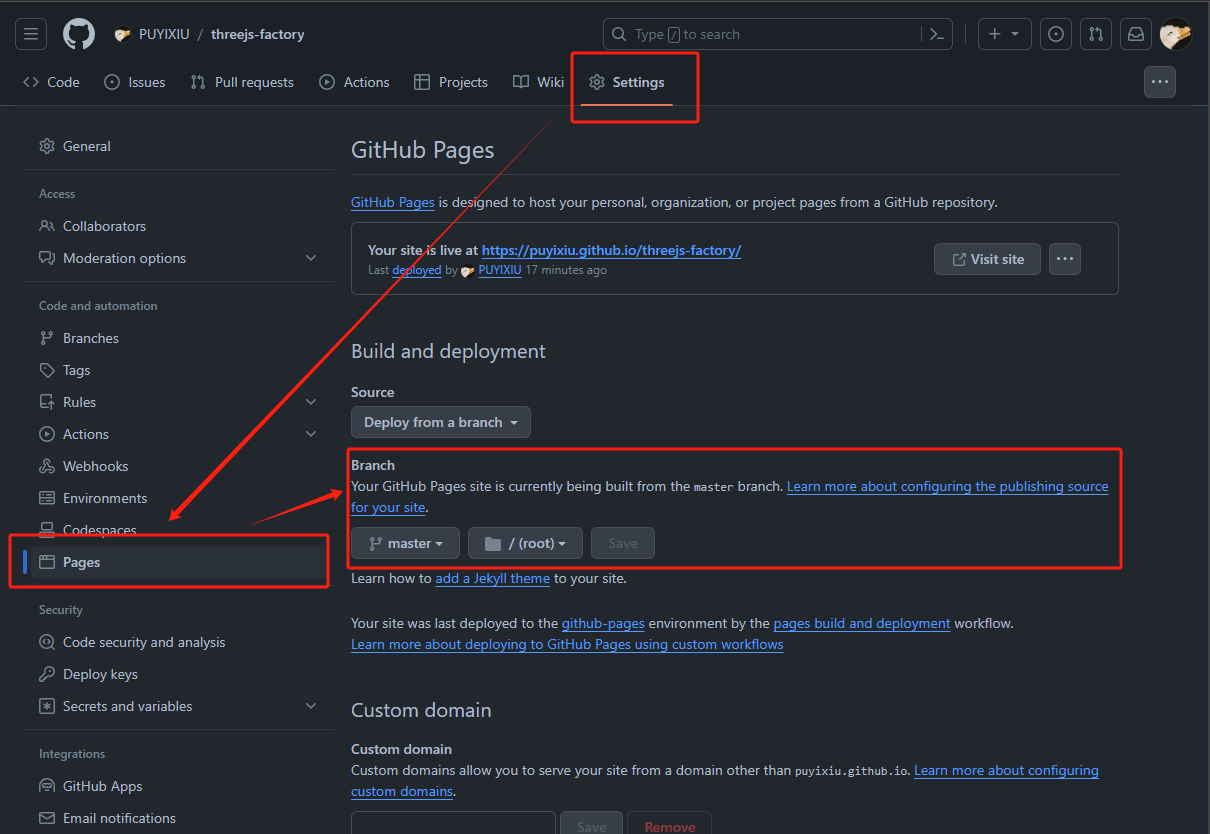 PUYIXIU / threejs-factory
Type / to search
Code
Issues
Pull requests
Actions
Projects
Wiki
Settings
General
Access
Collaborators
Moderation options
Code and automation
Branches
Tags
Rules
Actions
Webhooks
Environments
Codespaces
Pages
Security
Code security and analysis
Deploy keys
Secrets and variables
Integrations
GitHub Apps
Email notifications
GitHub Pages
GitHub Pages is designed to host your personal, organization, or project pages from a GitHub repository.
Your site is live at https://puyixiu.github.io/threejs-factory/
Last deployed by PUYIXIU 17 minutes ago
Visit site
Build and deployment
Source
Deploy from a branch
Branch
Your GitHub Pages site is currently being built from the master branch. Learn more about configuring the publishing source
for your site.
master
/ (root)
Save
Learn how to add a Jekyll theme to your site.
Your site was last deployed to the github-pages environment by the pages build and deployment workflow.
Learn more about deploying to GitHub Pages using custom workflows
Custom domain
Custom domain
Custom domains allow you to serve your site from a domain other than puyixiu.github.io. Learn more about configuring
custom domains.
Save
Remove